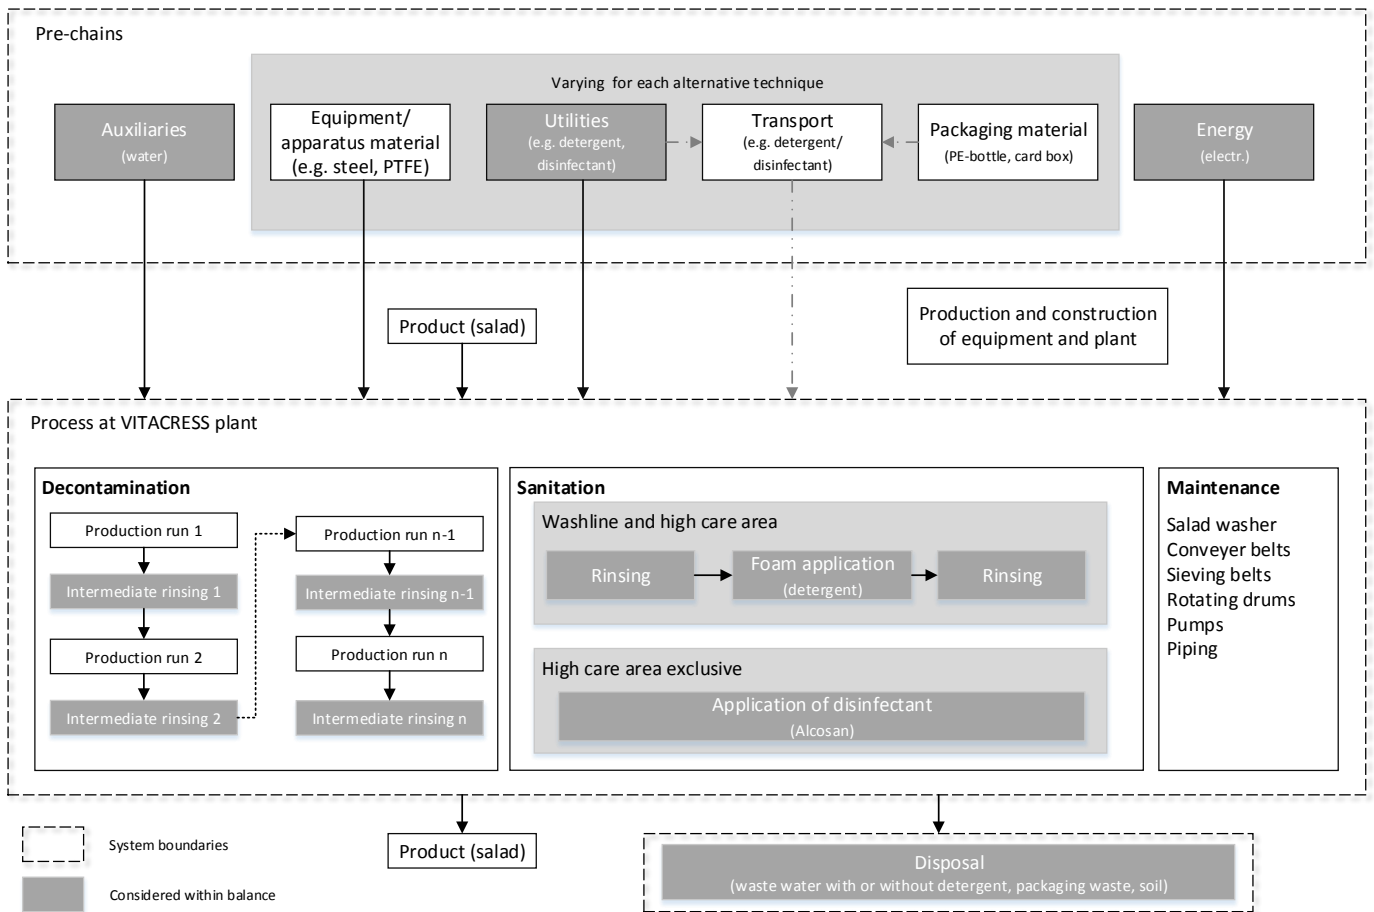 Pre-chains
Varying for each alternative technique
Auxiliaries
(water)
Equipment/
apparatus material
(e.g. steel, PTFE)
Utilities
(e.g. detergent,
disinfectant)
Transport
(e.g. detergent/
disinfectant)
Packaging material
(PE-bottle, card box)
Energy
(electr.)
Product (salad)
Production and construction
of equipment and plant
Process at VITACRESS plant
Decontamination
Production run 1
Intermediate rinsing 1
Production run 2
Intermediate rinsing 2
Production run n-1
Intermediate rinsing n-1
Production run n
Intermediate rinsing n
Sanitation
Washline and high care area
Rinsing
Foam application
(detergent)
Rinsing
High care area exclusive
Application of disinfectant
(Alcosan)
Maintenance
Salad washer
Conveyer belts
Sieving belts
Rotating drums
Pumps
Piping
System boundaries
Considered within balance
Product (salad)
Disposal
(waste water with or without detergent, packaging waste, soil)